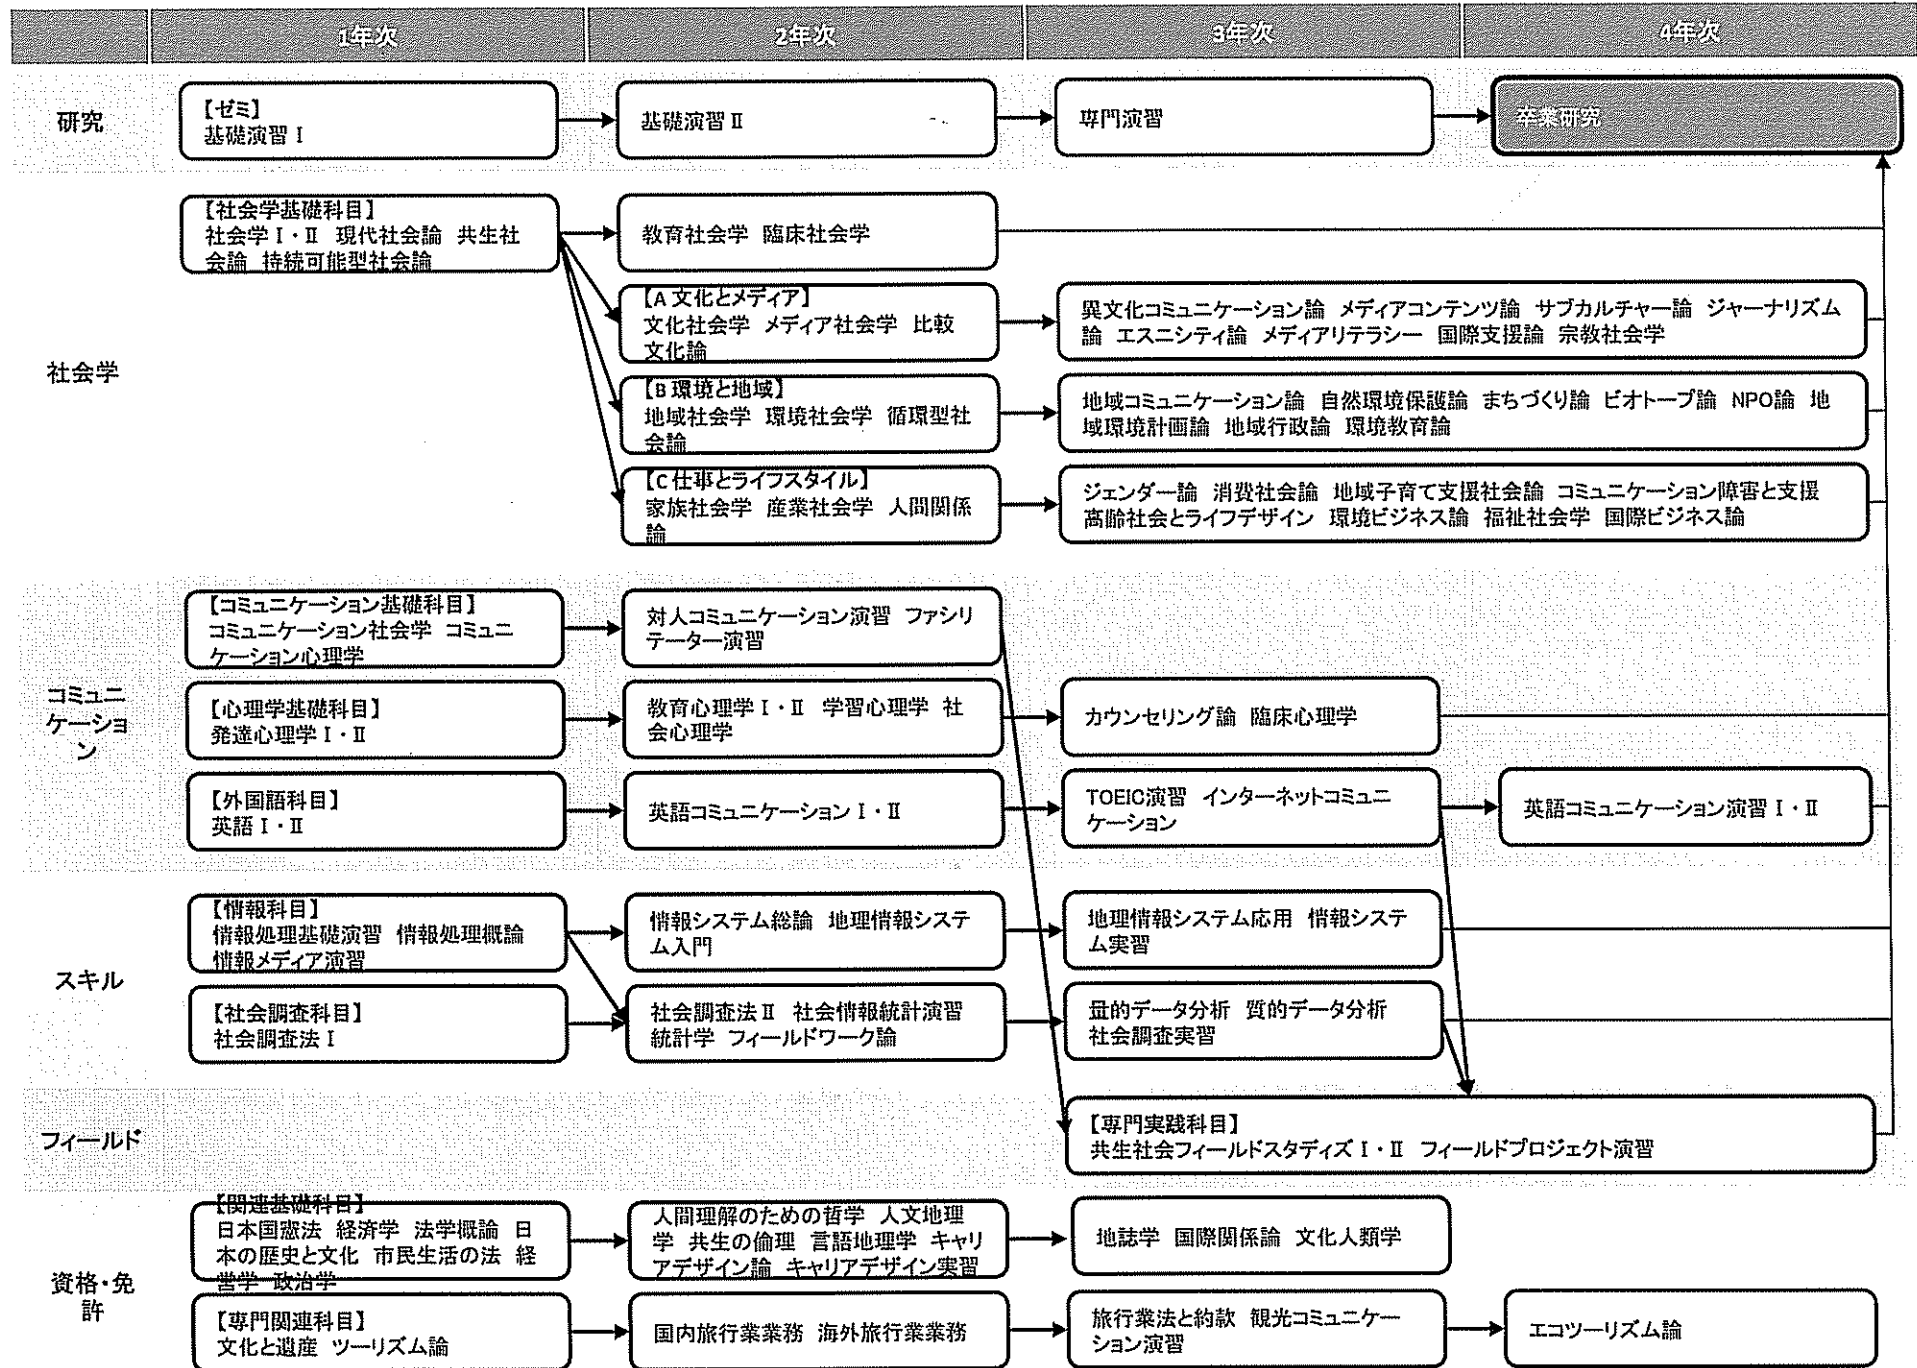 1年次
2年次
3年次
4年次
研究
【ゼミ】
基礎演習Ⅰ
基礎演習Ⅱ
専門演習
卒業研究
社会学
【社会学基礎科目】
社会学Ⅰ・Ⅱ 現代社会論 共生社
会論 持続可能型社会論
教育社会学 臨床社会学
【A 文化とメディア】
文化社会学 メディア社会学 比較
文化論
異文化コミュニケーション論 メディアコンテンツ論 サブカルチャー論 ジャーナリズム
論 エスニシティ論 メディアリテラシー 国際支援論 宗教社会学
【B 環境と地域】
地域社会学 環境社会学 循環型社
会論
地域コミュニケーション論 自然環境保護論 まちづくり論 ビオトープ論 NPO論 地
域環境計画論 地域行政論 環境教育論
【C 仕事とライフスタイル】
家族社会学 産業社会学 人間関係
論
ジェンダー論 消費社会論 地域子育て支援社会論 コミュニケーション障害と支援
高齢社会とライフデザイン 環境ビジネス論 福祉社会学 国際ビジネス論
コミュニ
ケーショ
ン
【コミュニケーション基礎科目】
コミュニケーション社会学 コミュニ
ケーション心理学
対人コミュニケーション演習 ファシリ
テーター演習
【心理学基礎科目】
発達心理学Ⅰ・Ⅱ
教育心理学Ⅰ・Ⅱ 学習心理学 社
会心理学
カウンセリング論 臨床心理学
【外国語科目】
英語Ⅰ・Ⅱ
英語コミュニケーションⅠ・Ⅱ
TOEIC演習 インターネットコミュニ
ケーション
英語コミュニケーション演習Ⅰ・Ⅱ
スキル
【情報科目】
情報処理基礎演習 情報処理概論
情報メディア演習
情報システム総論 地理情報システ
ム入門
地理情報システム応用 情報システ
ム実習
【社会調査科目】
社会調査法Ⅰ
社会調査法Ⅱ 社会情報統計演習
統計学 フィールドワーク論
量的データ分析 質的データ分析
社会調査実習
フィールド
【専門実践科目】
共生社会フィールドスタディズⅠ・Ⅱ フィールドプロジェクト演習
資格・免
許
【関連基礎科目】
日本国憲法 経済学 法学概論 日
本の歴史と文化 市民生活の法 経
営学 政治学
人間理解のための哲学 人文地理
学 共生の倫理 言語地理学 キャリ
アデザイン論 キャリアデザイン実習
地誌学 国際関係論 文化人類学
【専門関連科目】
文化と遺産 ツーリズム論
国内旅行業業務 海外旅行業業務
旅行業法と約款 観光コミュニケー
ション演習
エコツーリズム論